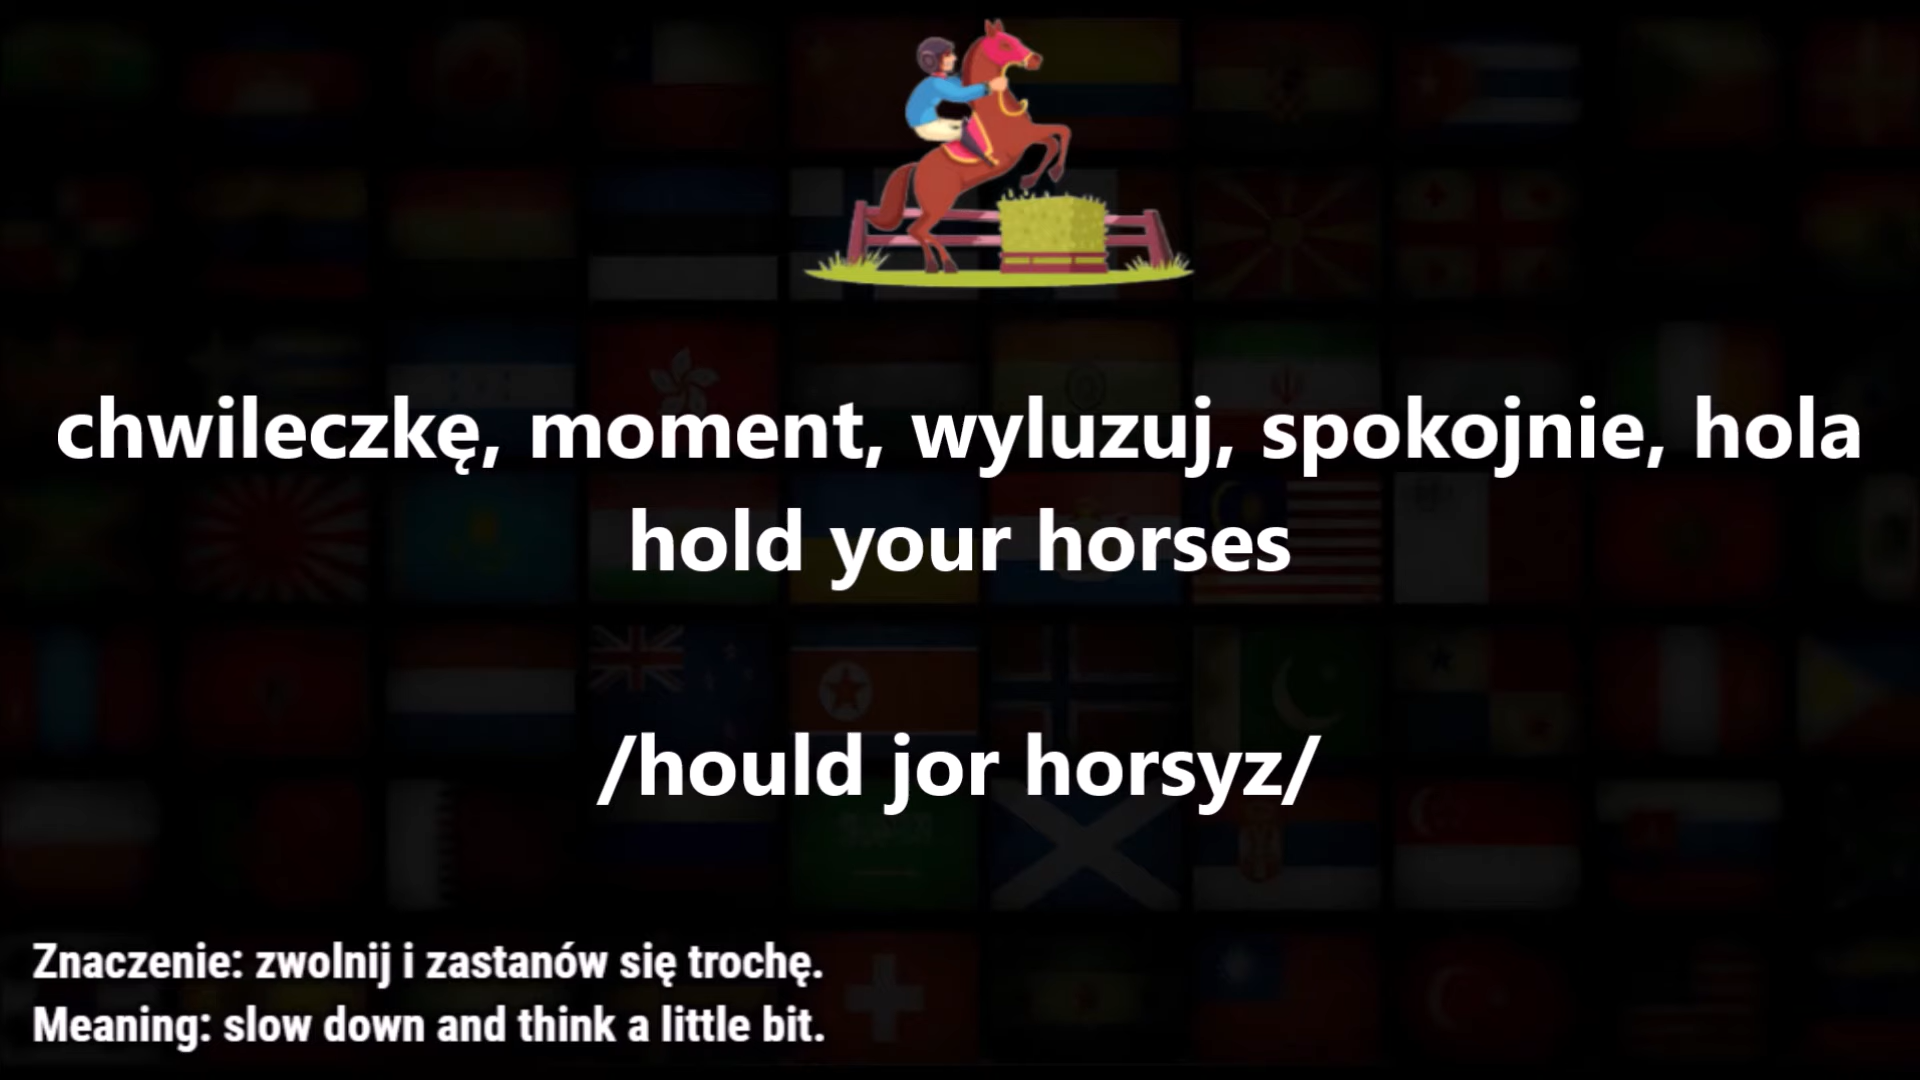 chwileczkę, moment, wyluzuj, spokojnie, hola
hold your horses
/hould jor horsyz/
Znaczenie: zwolnij i zastanów się trochę.
Meaning: slow down and think a little bit.